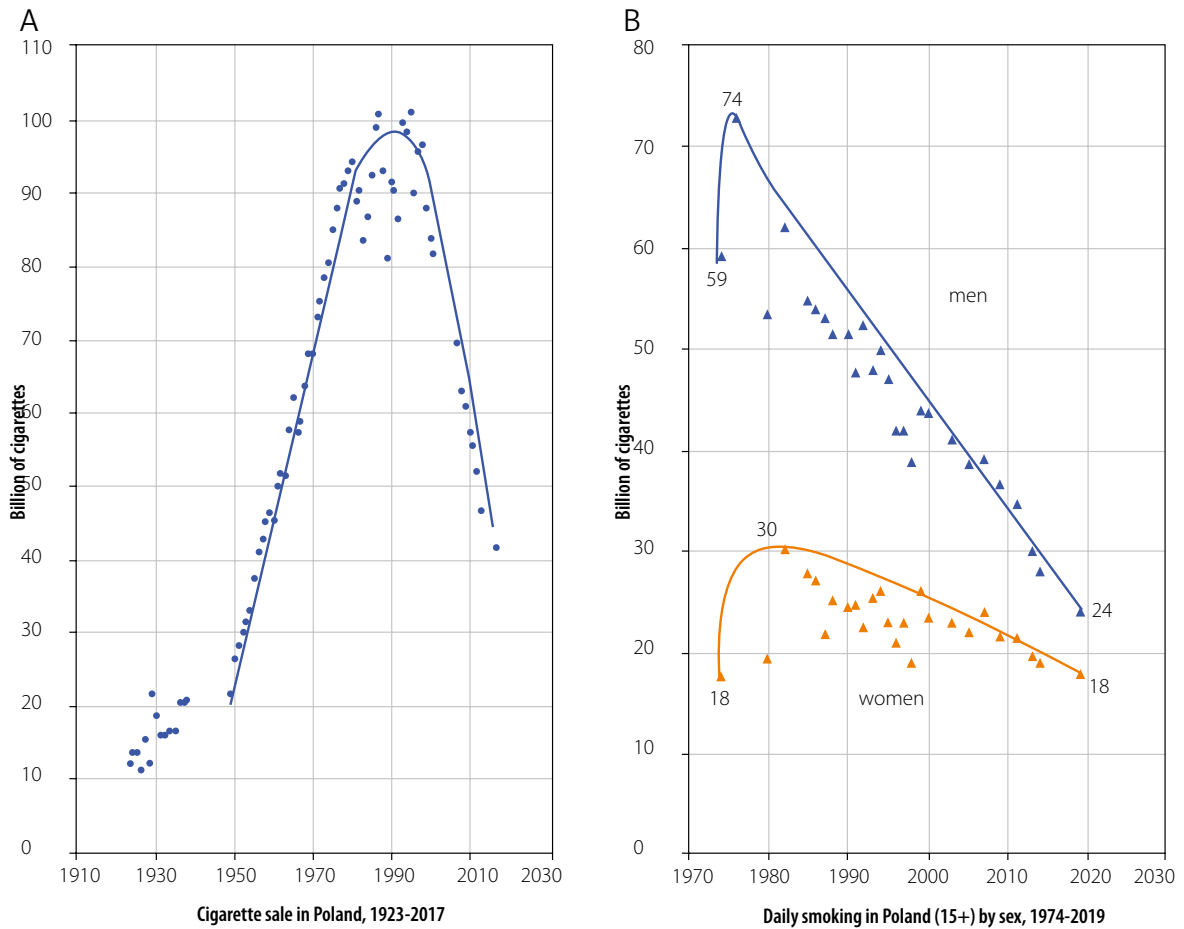 A
110
100
90
80
70
60
50
40
30
20
10
0
Billion of cigarettes
1910 1930 1950 1970 1990 2010 2030
Cigarette sale in Poland, 1923-2017
B
80
70
60
50
40
30
20
10
0
Billion of cigarettes
74
59
men
30
24
18
women
18
1970 1980 1990 2000 2010 2020 2030
Daily smoking in Poland (15+) by sex, 1974-2019